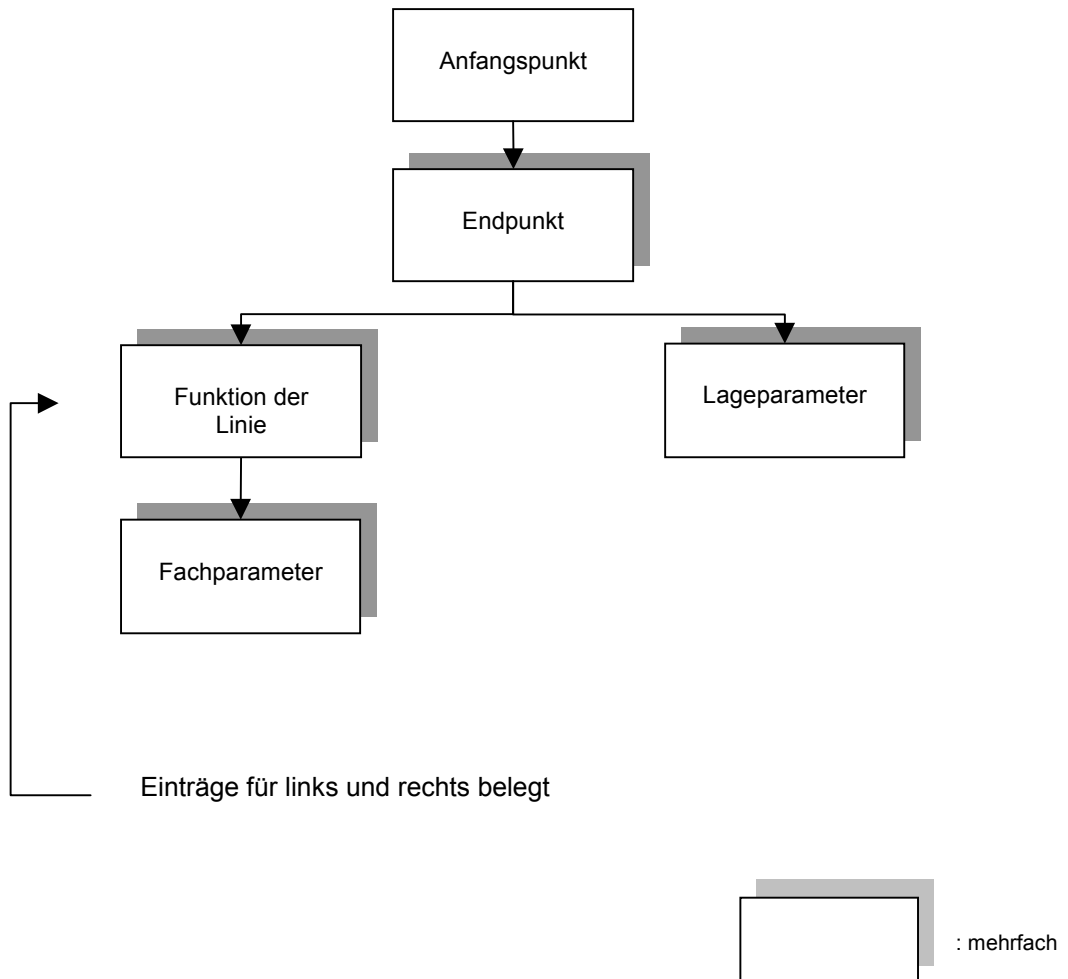 Anfangspunkt
Endpunkt
Funktion der
Linie
Lageparameter
Fachparameter
Einträge für links und rechts belegt
: mehrfach